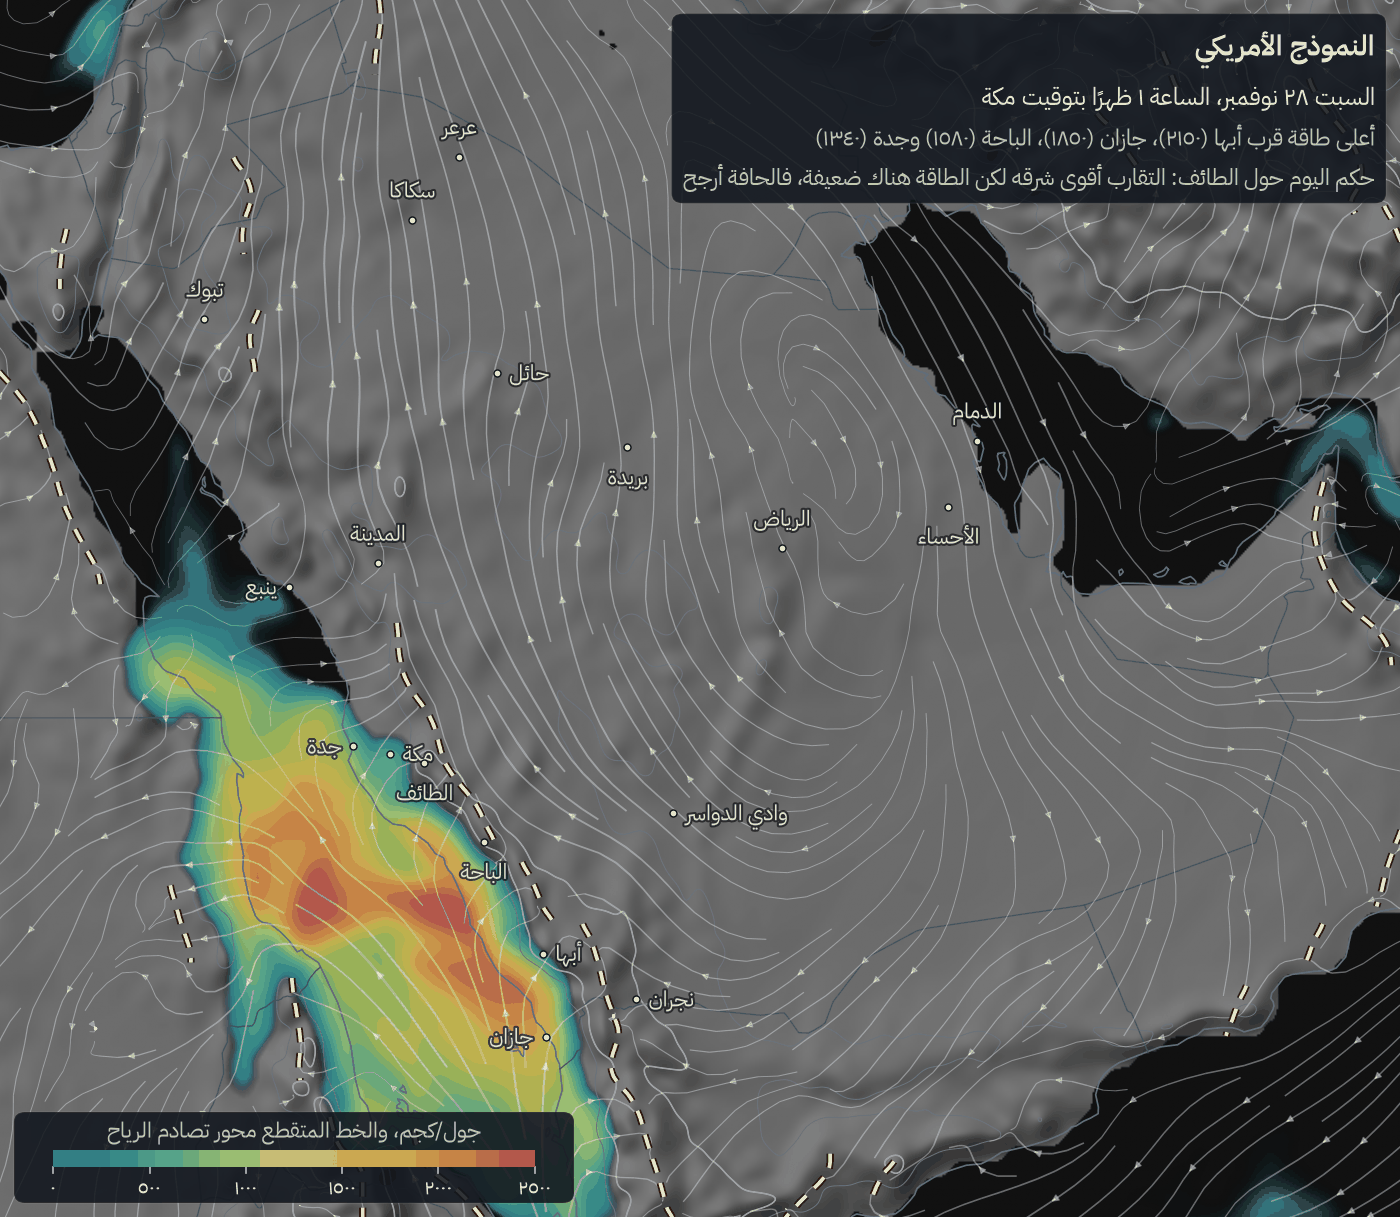 النموذج الأمريكي
السبت ٢٨ نوفمبر، الساعة ١ ظهرًا بتوقيت مكة
أعلى طاقة قرب أبها (٢١٥٠)، جازان (١٨٥٠)، الباحة (١٥٨٠) وجدة (١٣٤٠)
حكم اليوم حول الطائف: التقارب أقوى شرقه لكن الطاقة هناك ضعيفة، فالحافة أرجح
عرعر
سكاكا
تبوك
حائل
الدمام
بريدة
الرياض
المدينة
الأحساء
ينبع
جدة
مكة
الطائف
وادي الدواسر
الباحة
أبها
نجران
جازان
جول/كجم، والخط المتقطع محور تصادم الرياح
٠ ٥٠٠ ١٠٠٠ ١٥٠٠ ٢٠٠٠ ٢٥٠٠